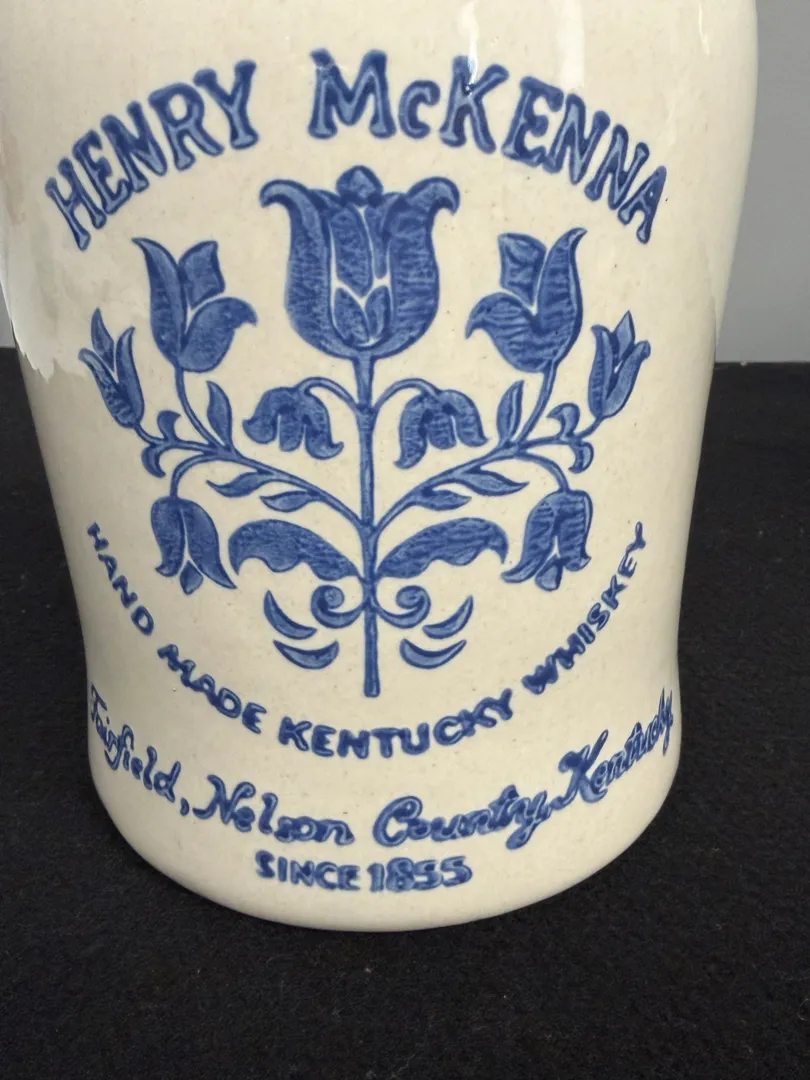 HENRY McKENNA
HAND MADE KENTUCKY WHISKEY
Fairfield, Nelson County, Kentucky
SINCE 1855